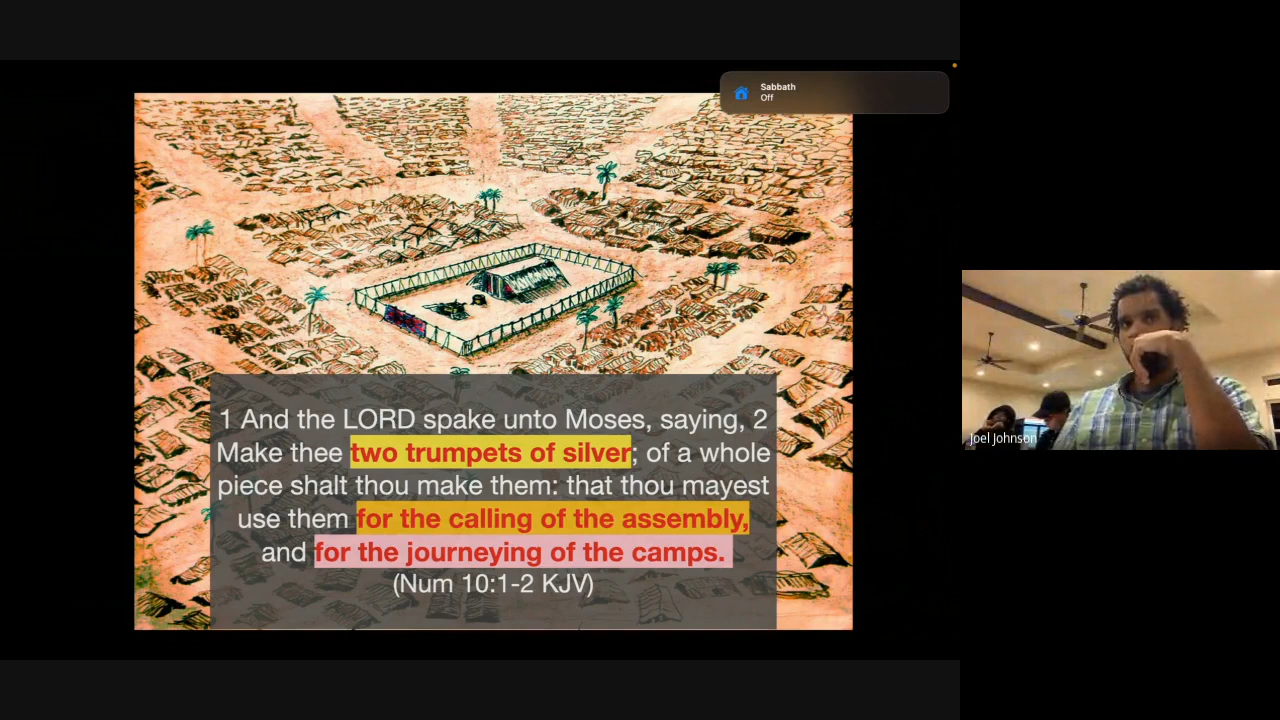 Sabbath
Off
1 And the LORD spake unto Moses, saying, 2
Make thee two trumpets of silver; of a whole
piece shalt thou make them: that thou mayest
use them for the calling of the assembly,
and for the journeying of the camps.
(Num 10:1-2 KJV)
Joel Johnson